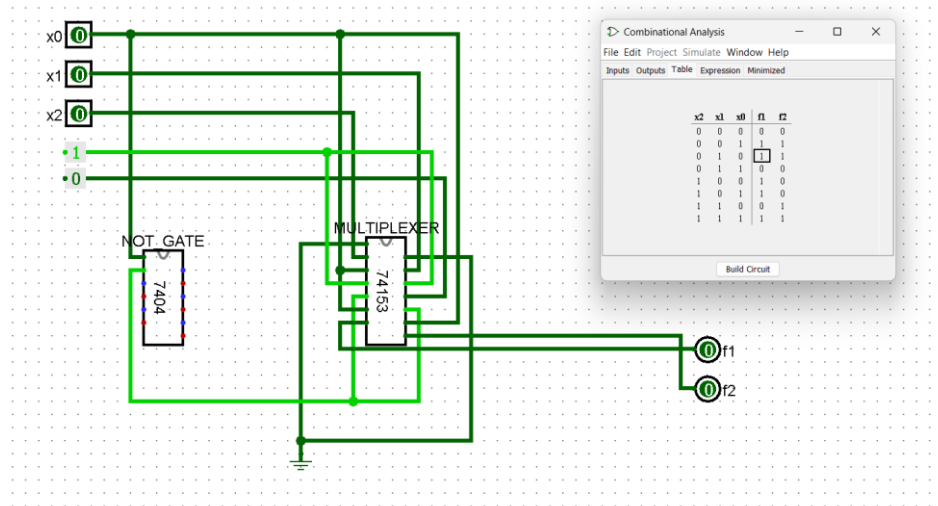 x0 0
x1 0
x2 0
1
0
NOT_GATE
7404
MULTIPLEXER
74153
0 f1
0 f2
Combinational Analysis
File Edit Project Simulate Window Help
Inputs Outputs Table Expression Minimized
x2 x1 x0 f1 f2
0 0 0 0 0
0 0 1 1 1
0 1 0 1 1
0 1 1 0 0
1 0 0 1 0
1 0 1 1 0
1 1 0 0 1
1 1 1 1 1
Build Circuit